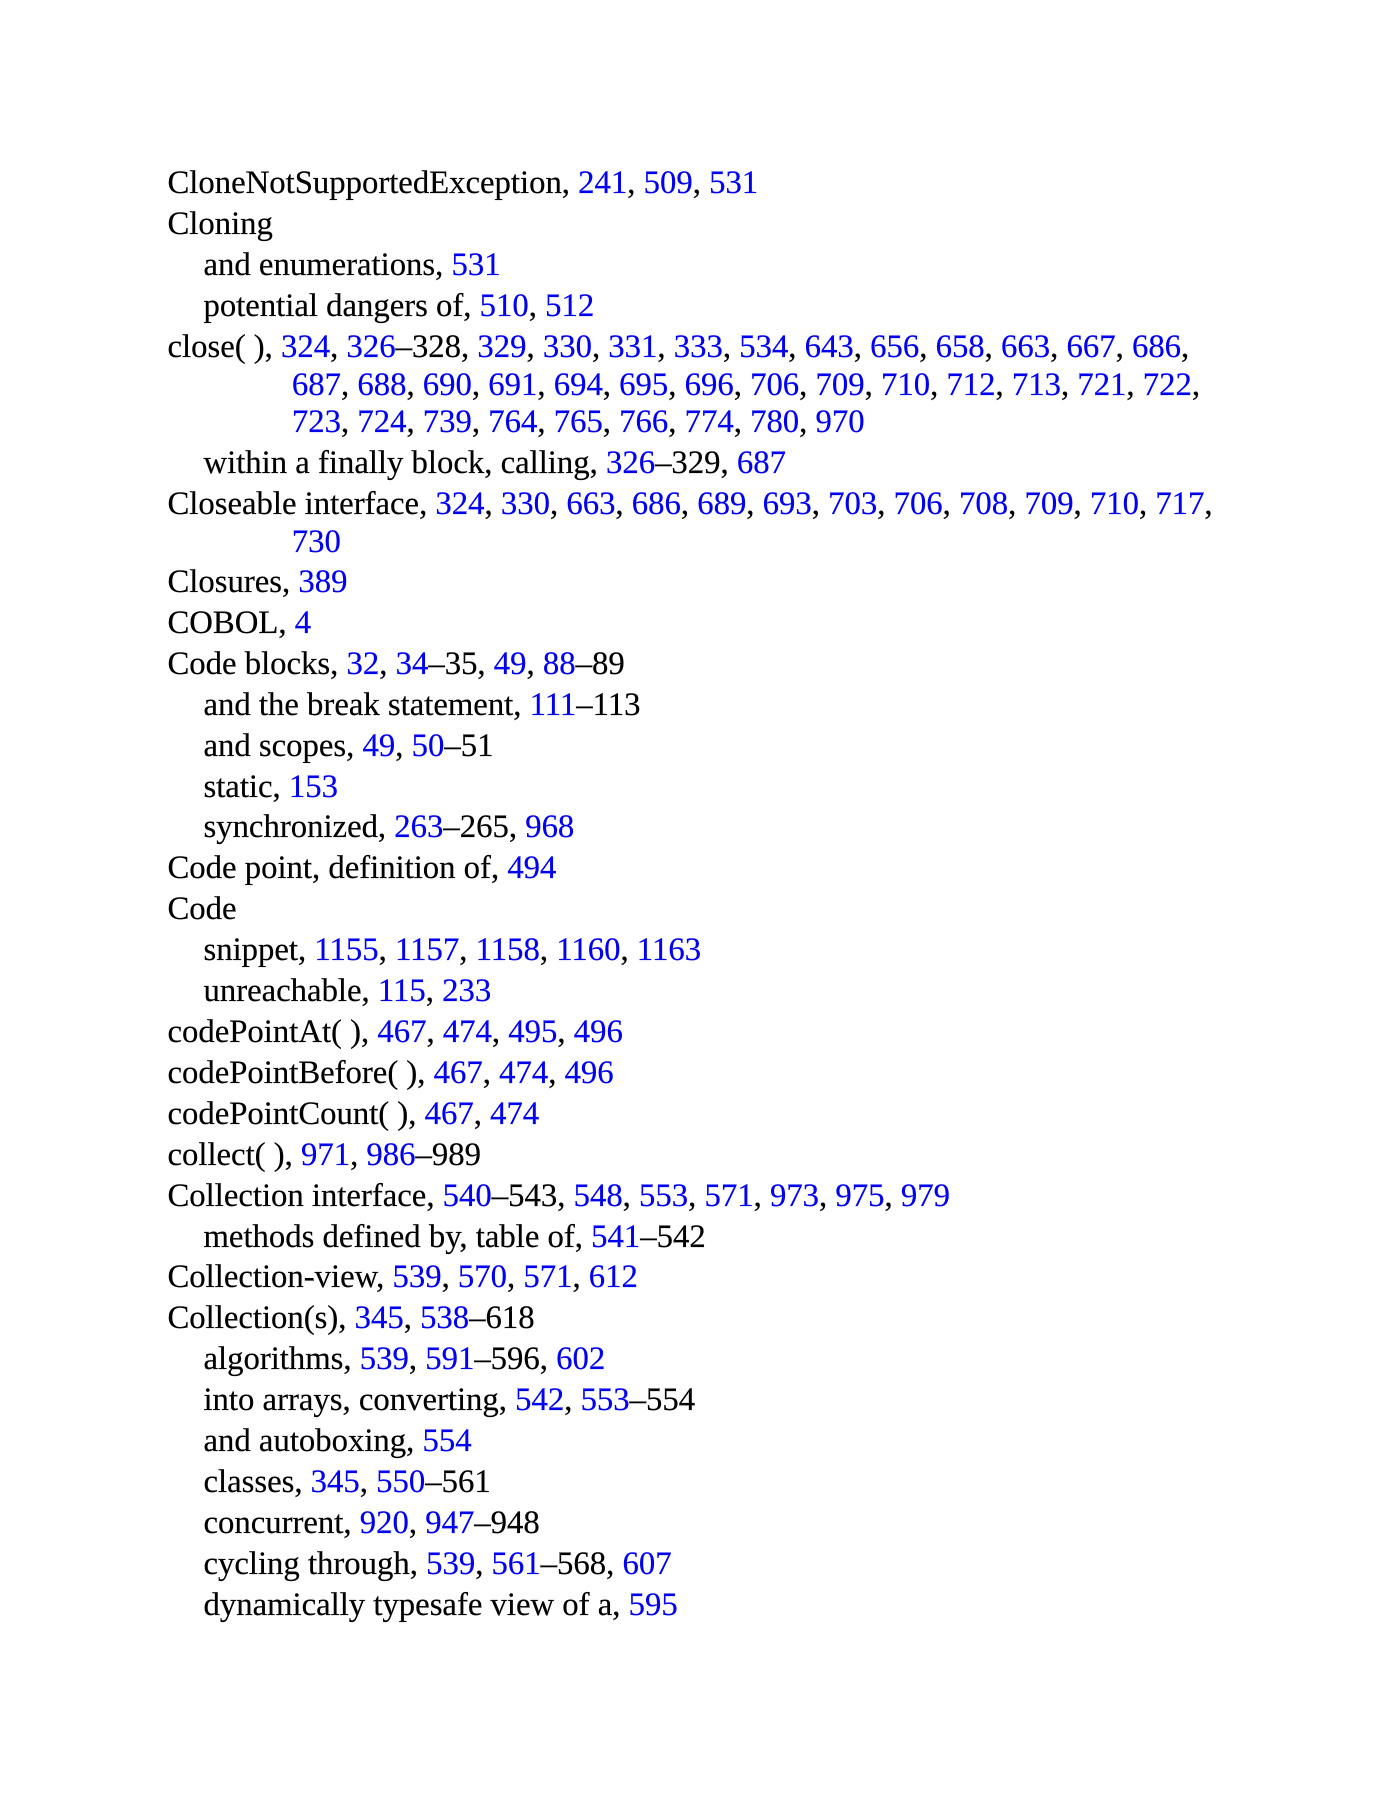 CloneNotSupportedException, 241, 509, 531
Cloning
and enumerations, 531
potential dangers of, 510, 512
close( ), 324, 326–328, 329, 330, 331, 333, 534, 643, 656, 658, 663, 667, 686,
687, 688, 690, 691, 694, 695, 696, 706, 709, 710, 712, 713, 721, 722,
723, 724, 739, 764, 765, 766, 774, 780, 970
within a finally block, calling, 326–329, 687
Closeable interface, 324, 330, 663, 686, 689, 693, 703, 706, 708, 709, 710, 717,
730
Closures, 389
COBOL, 4
Code blocks, 32, 34–35, 49, 88–89
and the break statement, 111–113
and scopes, 49, 50–51
static, 153
synchronized, 263–265, 968
Code point, definition of, 494
Code
snippet, 1155, 1157, 1158, 1160, 1163
unreachable, 115, 233
codePointAt( ), 467, 474, 495, 496
codePointBefore( ), 467, 474, 496
codePointCount( ), 467, 474
collect( ), 971, 986–989
Collection interface, 540–543, 548, 553, 571, 973, 975, 979
methods defined by, table of, 541–542
Collection-view, 539, 570, 571, 612
Collection(s), 345, 538–618
algorithms, 539, 591–596, 602
into arrays, converting, 542, 553–554
and autoboxing, 554
classes, 345, 550–561
concurrent, 920, 947–948
cycling through, 539, 561–568, 607
dynamically typesafe view of a, 595